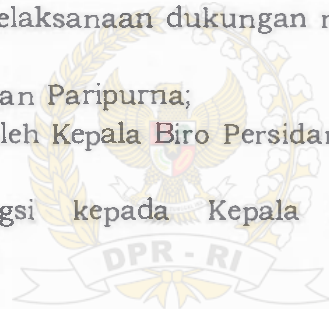 elaksanaan dukungan
an Paripurna;
leh Kepala Biro Persidan
gsi kepada Kepala
DPR - RI